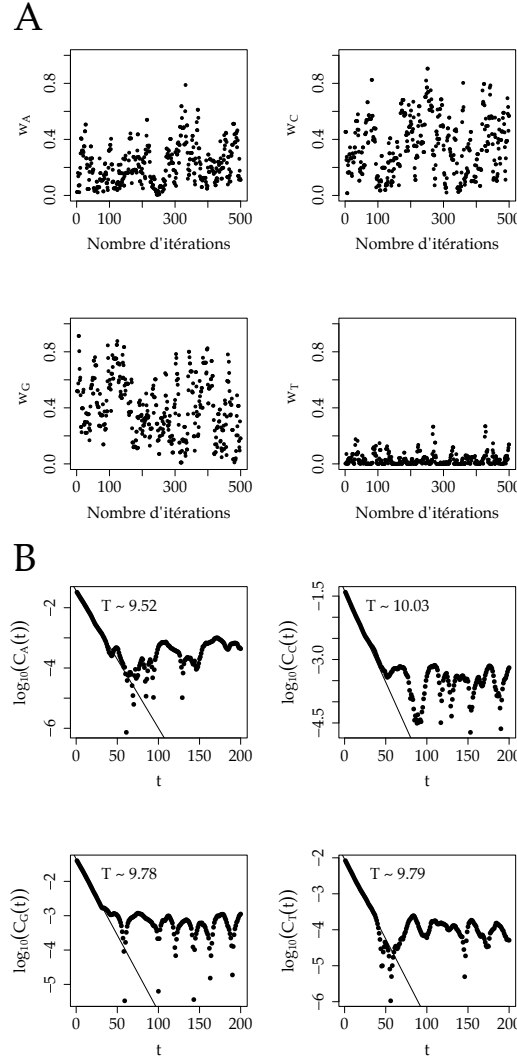 A
w_A
0.0 0.4 0.8
0 100 300 500
Nombre d'itérations
w_C
0.0 0.4 0.8
0 100 300 500
Nombre d'itérations
w_G
0.0 0.4 0.8
0 100 300 500
Nombre d'itérations
w_T
0.0 0.4 0.8
0 100 300 500
Nombre d'itérations
B
T ~ 9.52
log10(C_A(t))
-6 -4 -2
0 50 100 150 200
t
T ~ 10.03
log10(C_C(t))
-4.5 -3.0 -1.5
0 50 100 150 200
t
T ~ 9.78
log10(C_G(t))
-5 -4 -3 -2
0 50 100 150 200
t
T ~ 9.79
log10(C_T(t))
-6 -5 -4 -3 -2
0 50 100 150 200
t